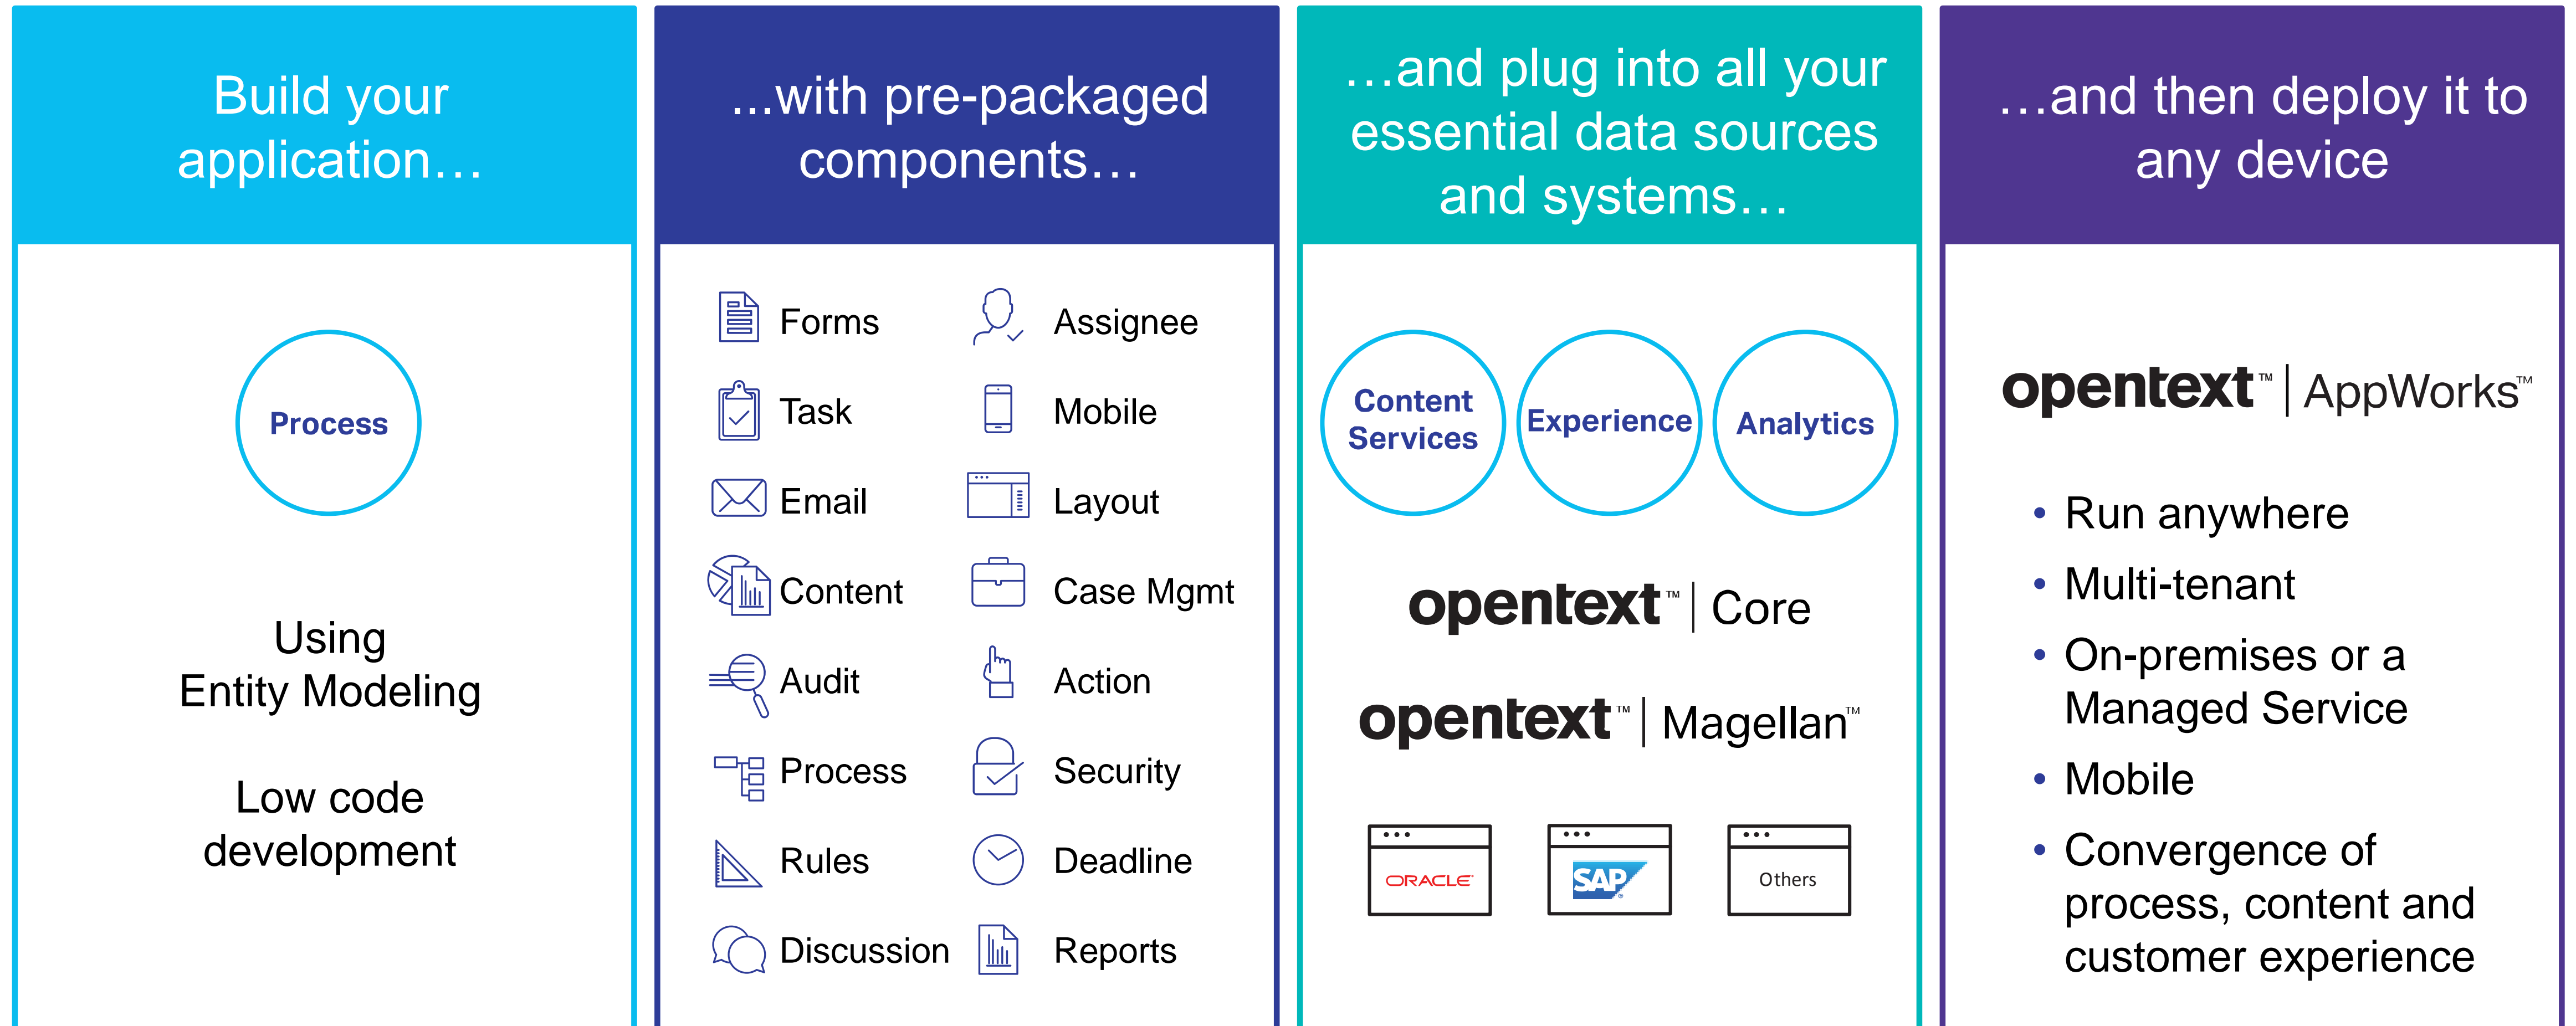 Build your
application…
Process
Using
Entity Modeling
Low code
development
...with pre-packaged
components…
Forms
Assignee
Task
Mobile
Email
Layout
Content
Case Mgmt
Audit
Action
Process
Security
Rules
Deadline
Discussion
Reports
…and plug into all your
essential data sources
and systems…
Content
Services
Experience
Analytics
opentext™ | Core
opentext™ | Magellan™
ORACLE®
SAP®
Others
…and then deploy it to
any device
opentext™ | AppWorks™
• Run anywhere
• Multi-tenant
• On-premises or a
Managed Service
• Mobile
• Convergence of
process, content and
customer experience